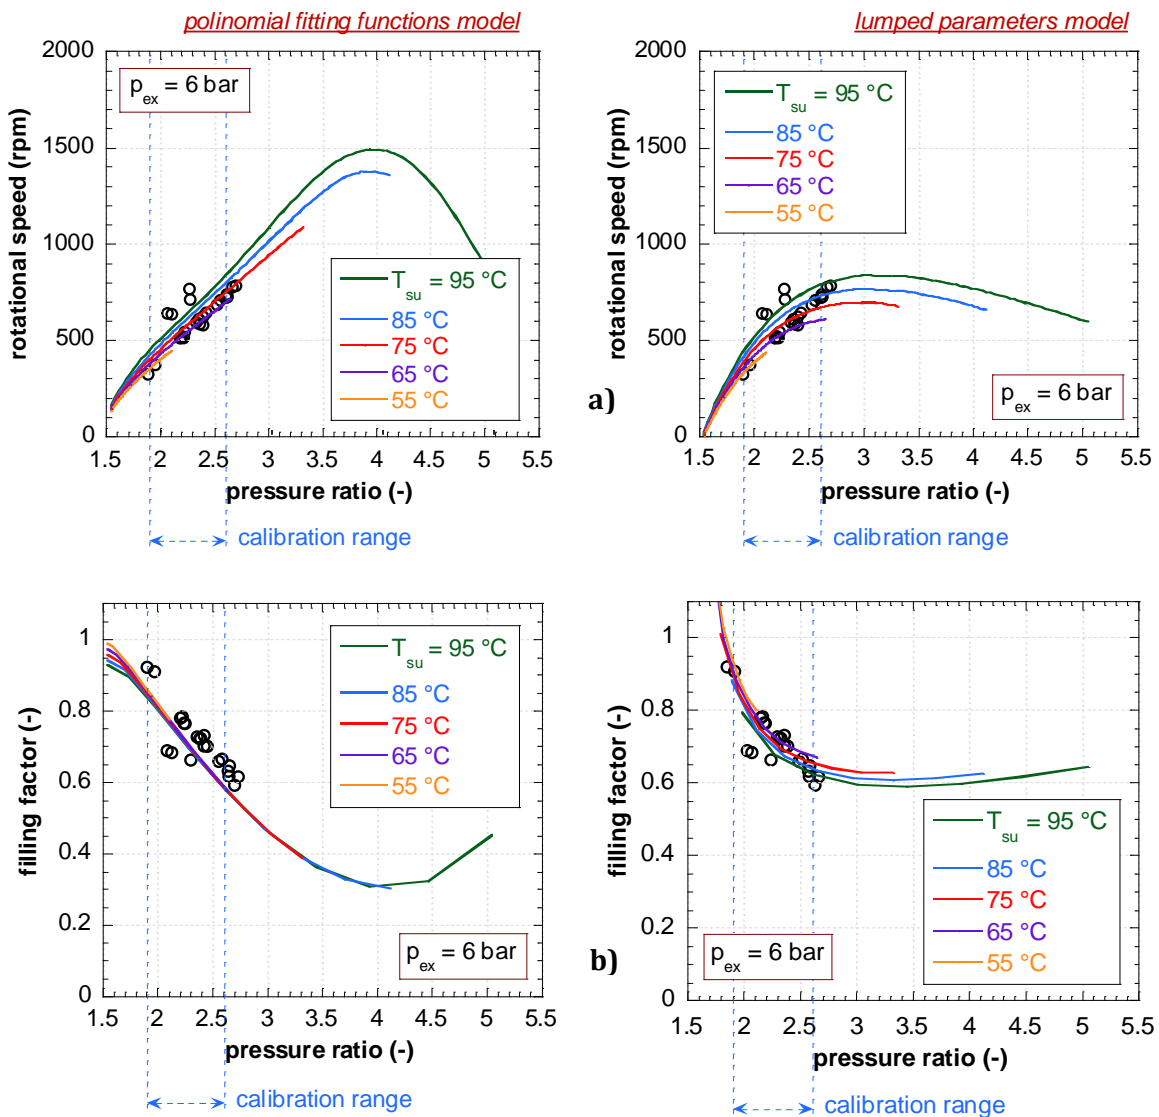 polinomial fitting functions model
lumped parameters model
2000
1500
1000
500
0
rotational speed (rpm)
p_ex = 6 bar
T_su = 95 °C
85 °C
75 °C
65 °C
55 °C
1.5 2 2.5 3 3.5 4 4.5 5 5.5
pressure ratio (-)
calibration range
a)
2000
1500
1000
500
0
rotational speed (rpm)
T_su = 95 °C
85 °C
75 °C
65 °C
55 °C
p_ex = 6 bar
1.5 2 2.5 3 3.5 4 4.5 5 5.5
pressure ratio (-)
calibration range
1
0.8
0.6
0.4
0.2
0
filling factor (-)
T_su = 95 °C
85 °C
75 °C
65 °C
55 °C
p_ex = 6 bar
1.5 2 2.5 3 3.5 4 4.5 5 5.5
pressure ratio (-)
calibration range
b)
1
0.8
0.6
0.4
0.2
0
filling factor (-)
T_su = 95 °C
85 °C
75 °C
65 °C
55 °C
p_ex = 6 bar
1.5 2 2.5 3 3.5 4 4.5 5 5.5
pressure ratio (-)
calibration range